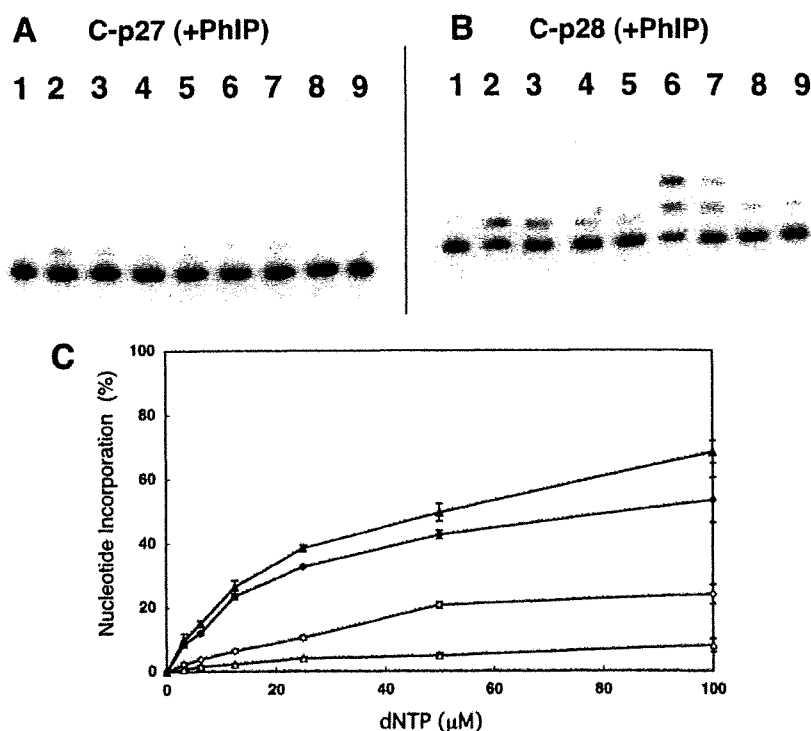 A C-p27 (+PhIP)
1 2 3 4 5 6 7 8 9
B C-p28 (+PhIP)
1 2 3 4 5 6 7 8 9
C
Nucleotide Incorporation (%)
100
80
60
40
20
0
0 20 40 60 80 100
dNTP (μM)